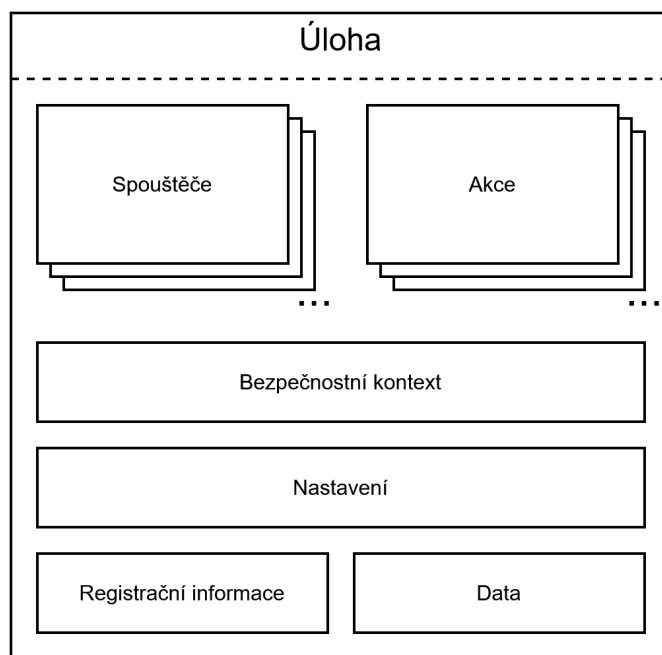 Úloha
Spouštěče
Akce
...
...
Bezpečnostní kontext
Nastavení
Registrační informace
Data